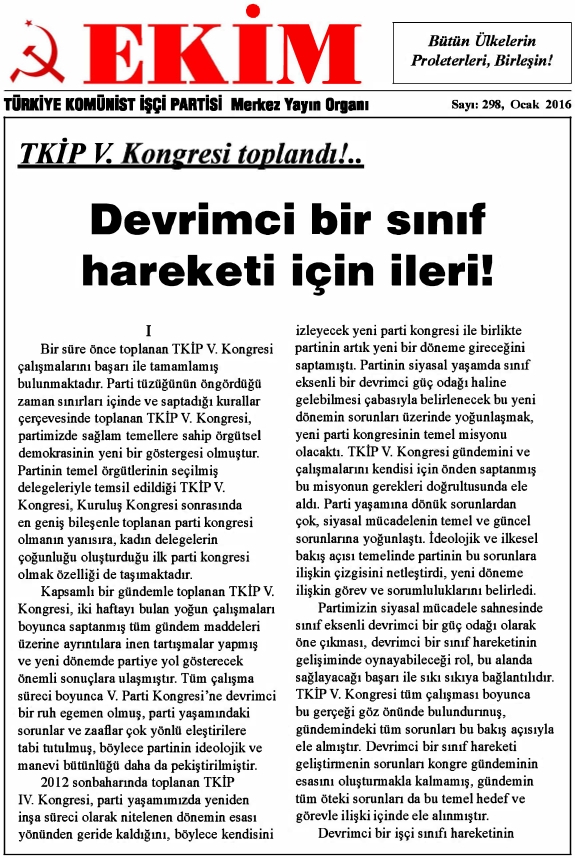 EKİM
Bütün Ülkelerin
Proleterleri, Birleşin!
TÜRKİYE KOMÜNİST İŞÇİ PARTİSİ Merkez Yayın Organı
Sayı: 298, Ocak 2016
TKİP V. Kongresi toplandı!..
Devrimci bir sınıf
hareketi için ileri!
I
Bir süre önce toplanan TKİP V. Kongresi
çalışmalarını başarı ile tamamlamış
bulunmaktadır. Parti tüzüğünün öngördüğü
zaman sınırları içinde ve saptadığı kurallar
çerçevesinde toplanan TKİP V. Kongresi,
partimizde sağlam temellere sahip örgütsel
demokrasinin yeni bir göstergesi olmuştur.
Partinin temel örgütlerinin seçilmiş
delegeleriyle temsil edildiği TKİP V.
Kongresi, Kuruluş Kongresi sonrasında
en geniş bileşenle toplanan parti kongresi
olmanın yanısıra, kadın delegelerin
çoğunluğu oluşturduğu ilk parti kongresi
olmak özelliği de taşımaktadır.
Kapsamlı bir gündemle toplanan TKİP V.
Kongresi, iki haftayı bulan yoğun çalışmaları
boyunca saptanmış tüm gündem maddeleri
üzerine ayrıntılara inen tartışmalar yapmış
ve yeni dönemde partiye yol gösterecek
önemli sonuçlara ulaşmıştır. Tüm çalışma
süreci boyunca V. Parti Kongresi'ne devrimci
bir ruh egemen olmuş, parti yaşamındaki
sorunlar ve zaaflar çok yönlü eleştirilere
tabi tutulmuş, böylece partinin ideolojik ve
manevi bütünlüğü daha da pekiştirilmiştir.
2012 sonbaharında toplanan TKİP
IV. Kongresi, parti yaşamımızda yeniden
inşa süreci olarak nitelenen dönemin esası
yönünden geride kaldığını, böylece kendisini
izleyecek yeni parti kongresi ile birlikte
partinin artık yeni bir döneme gireceğini
saptamıştı. Partinin siyasal yaşamda sınıf
eksenli bir devrimci güç odağı haline
gelebilmesi çabasıyla belirlenecek bu yeni
dönemin sorunları üzerinde yoğunlaşmak,
yeni parti kongresinin temel misyonu
olacaktı. TKİP V. Kongresi gündemini ve
çalışmalarını kendisi için önden saptanmış
bu misyonun gerekleri doğrultusunda ele
aldı. Parti yaşamına dönük sorunlardan
çok, siyasal mücadelenin temel ve güncel
sorunlarına yoğunlaştı. İdeolojik ve ilkesel
bakış açısı temelinde partinin bu sorunlara
ilişkin çizgisini netleştirdi, yeni döneme
ilişkin görev ve sorumluluklarını belirledi.
Partimizin siyasal mücadele sahnesinde
sınıf eksenli devrimci bir güç odağı olarak
öne çıkması, devrimci bir sınıf hareketinin
gelişiminde oynayabileceği rol, bu alanda
sağlayacağı başarı ile sıkı sıkıya bağlantılıdır.
TKİP V. Kongresi tüm çalışması boyunca
bu gerçeği göz önünde bulundurmuş,
gündemindeki tüm sorunları bu bakış açısıyla
ele almıştır. Devrimci bir sınıf hareketi
geliştirmenin sorunları kongre gündeminin
esasını oluşturmakla kalmamış, gündemin
tüm öteki sorunları da bu temel hedef ve
görevle ilişki içinde ele alınmıştır.
Devrimci bir işçi sınıfı hareketinin